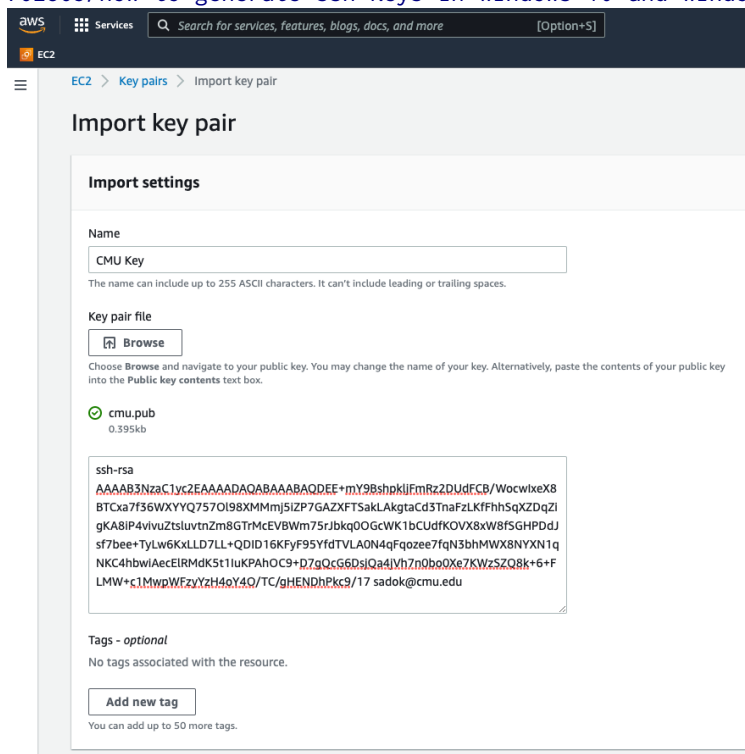 aws Services Search for services, features, blogs, docs, and more [Option+S]
EC2
EC2 > Key pairs > Import key pair
Import key pair
Import settings
Name
CMU Key
The name can include up to 255 ASCII characters. It can't include leading or trailing spaces.
Key pair file
Browse
Choose Browse and navigate to your public key. You may change the name of your key. Alternatively, paste the contents of your public key
into the Public key contents text box.
cmu.pub
0.395kb
ssh-rsa
AAAAB3NzaC1yc2EAAAADAQABAAABAQDEE+mY9BshpkljFmRz2DUdFCB/WocwIxeX8
BTCxa7f36WXYYQ757Ol98XMMmj5iZP7GAZXFTSakLAkgtaCd3TnaFzLKfFhhSqXZDqZi
gKA8iP4vivuZtsluvtnZm8GTrMcEVBWm75rJbkq0OGcWK1bCUdfKOVX8xW8fSGHPDdJ
sf7bee+TyLw6KxLLD7LL+QDID16KFyF95YfdTVLA0N4qFqozee7fqN3bhMWX8NYXN1q
NKC4hbwiAecElRMdK5t1IuKPAhOC9+D7gQcG6DsjQa4jVh7n0bo0Xe7KWzSZQ8k+6+F
LMW+c1MwpWFzyYzH4oY4O/TC/gHENDhPkc9/17 sadok@cmu.edu
Tags - optional
No tags associated with the resource.
Add new tag
You can add up to 50 more tags.